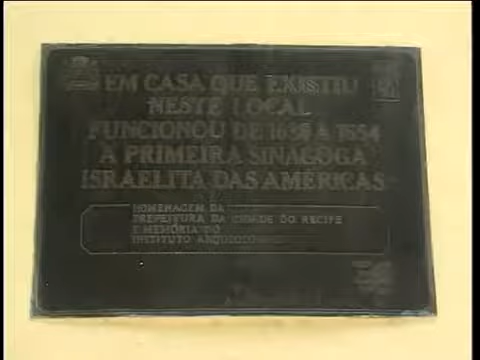 EM CASA QUE EXISTIU
NESTE LOCAL
FUNCIONOU DE 1638 A 1654
A PRIMEIRA SINAGOGA
ISRAELITA DAS AMÉRICAS
HOMENAGEM DA
PREFEITURA DA CIDADE DO RECIFE
E MEMÓRIA DO
INSTITUTO